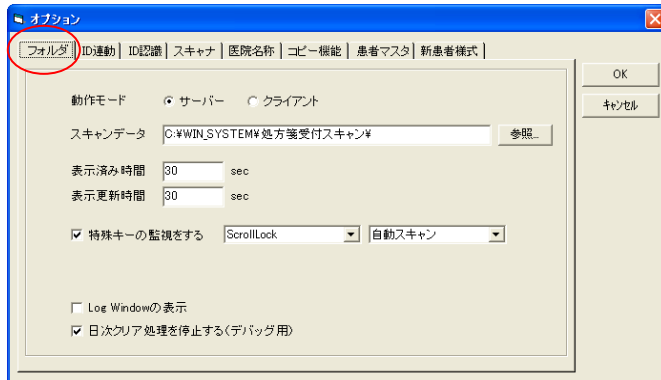 オプション
フォルダ ID連動 ID認識 スキャナ 医院名称 コピー機能 患者マスタ 新患者様式
OK
キャンセル
動作モード サーバー クライアント
スキャンデータ C:¥WIN_SYSTEM¥処方箋受付スキャン¥ 参照...
表示済み時間 30 sec
表示更新時間 30 sec
特殊キーの監視をする ScrollLock 自動スキャン
Log Windowの表示
日次クリア処理を停止する(デバッグ用)